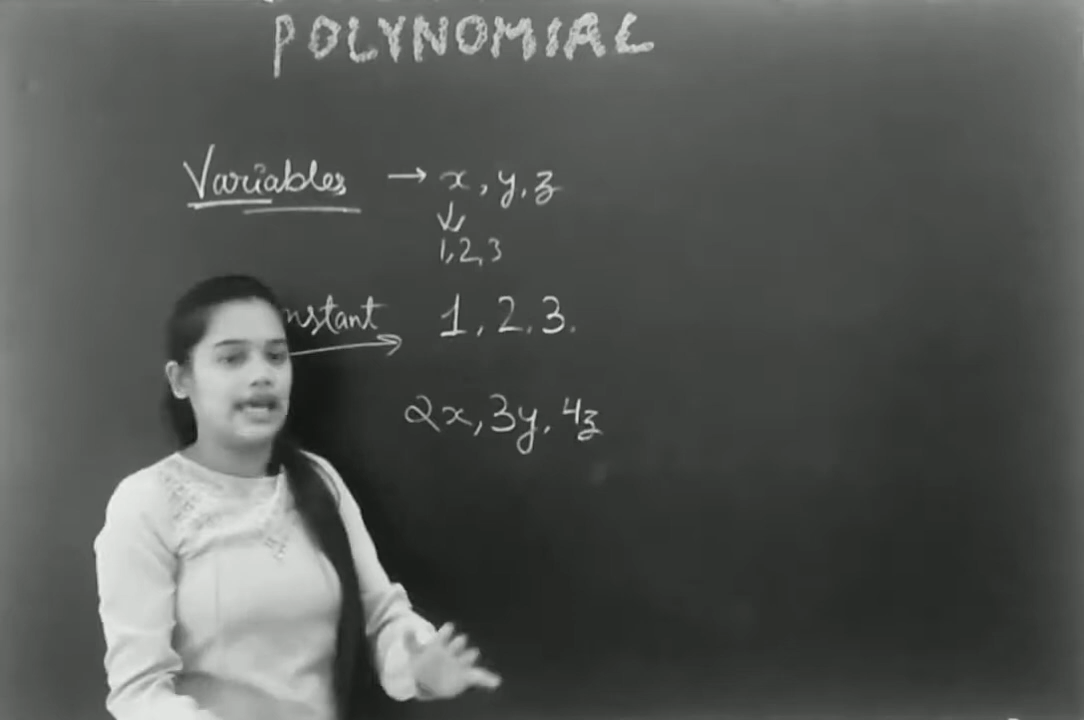 POLYNOMIAL
Variables → x, y, z
1, 2, 3
nstant → 1, 2, 3.
2x, 3y, 4z